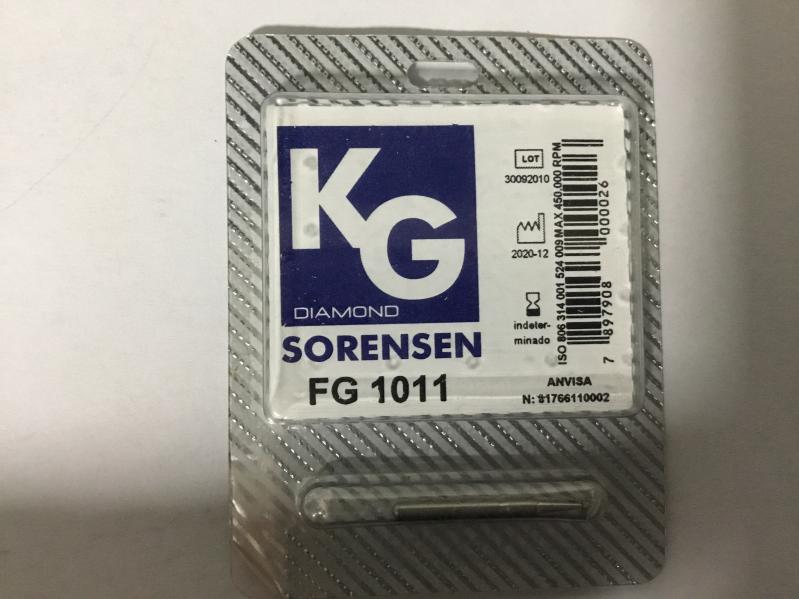 KG
DIAMOND
SORENSEN
FG 1011
LOT
30092010
2020-12
indeter-
minado
ISO 806 314 001 524 009 MAX 450.000 RPM
7 897908 000026
ANVISA
N: 81766110002